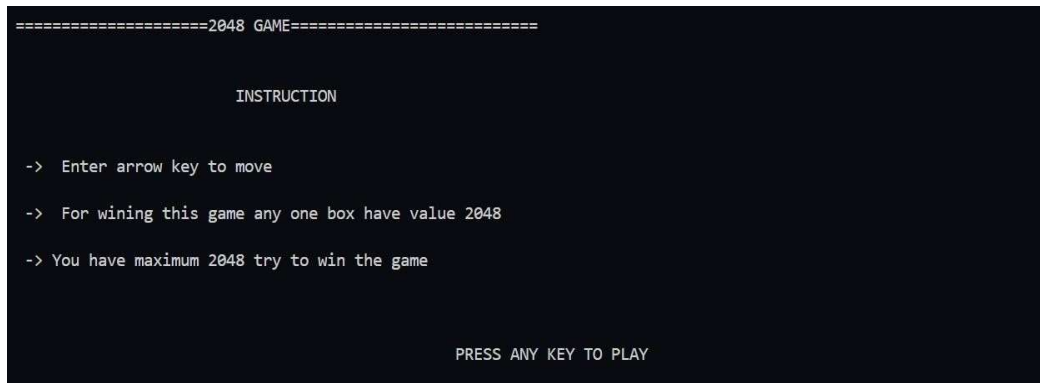 =====================2048 GAME===========================
INSTRUCTION
-> Enter arrow key to move
-> For wining this game any one box have value 2048
-> You have maximum 2048 try to win the game
PRESS ANY KEY TO PLAY